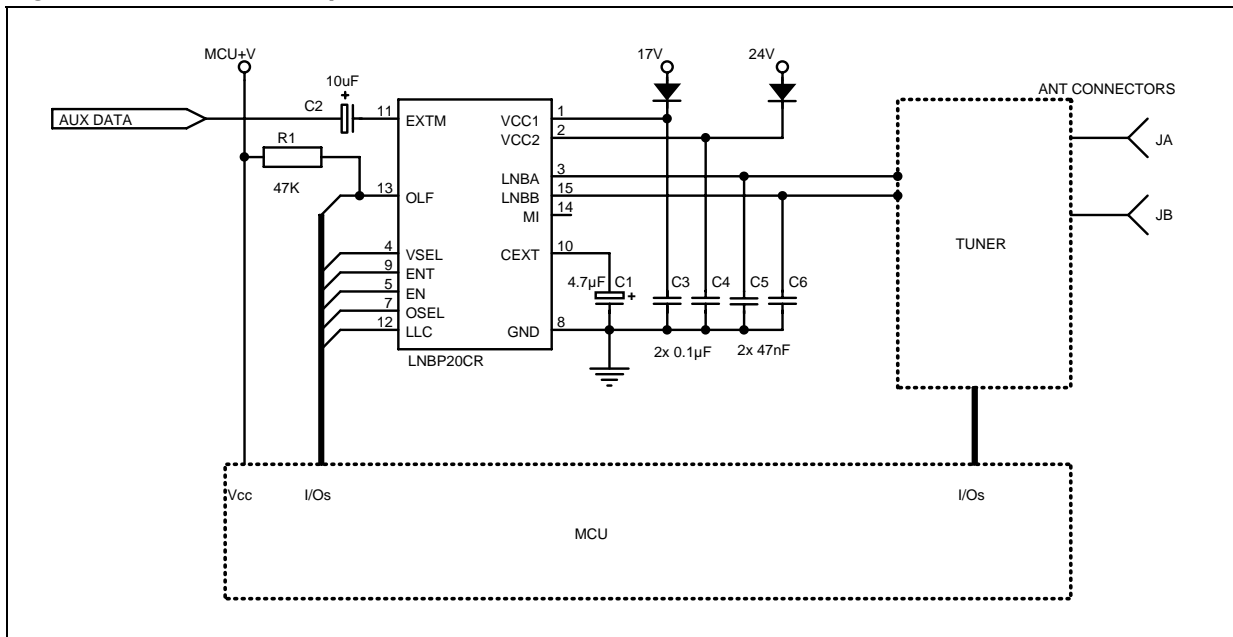 MCU+V
17V
24V
10uF
+
ANT CONNECTORS
C2
11
EXTM
VCC1
1
AUX DATA
VCC2
2
JA
R1
LNBA
3
47K
13
OLF
LNBB
15
MI
14
JB
TUNER
4
VSEL
CEXT
10
9
ENT
4.7µF
C1
C3
C4
C5
C6
5
EN
+
7
OSEL
12
LLC
GND
8
2x 0.1µF
2x 47nF
LNBP20CR
Vcc
I/Os
I/Os
MCU